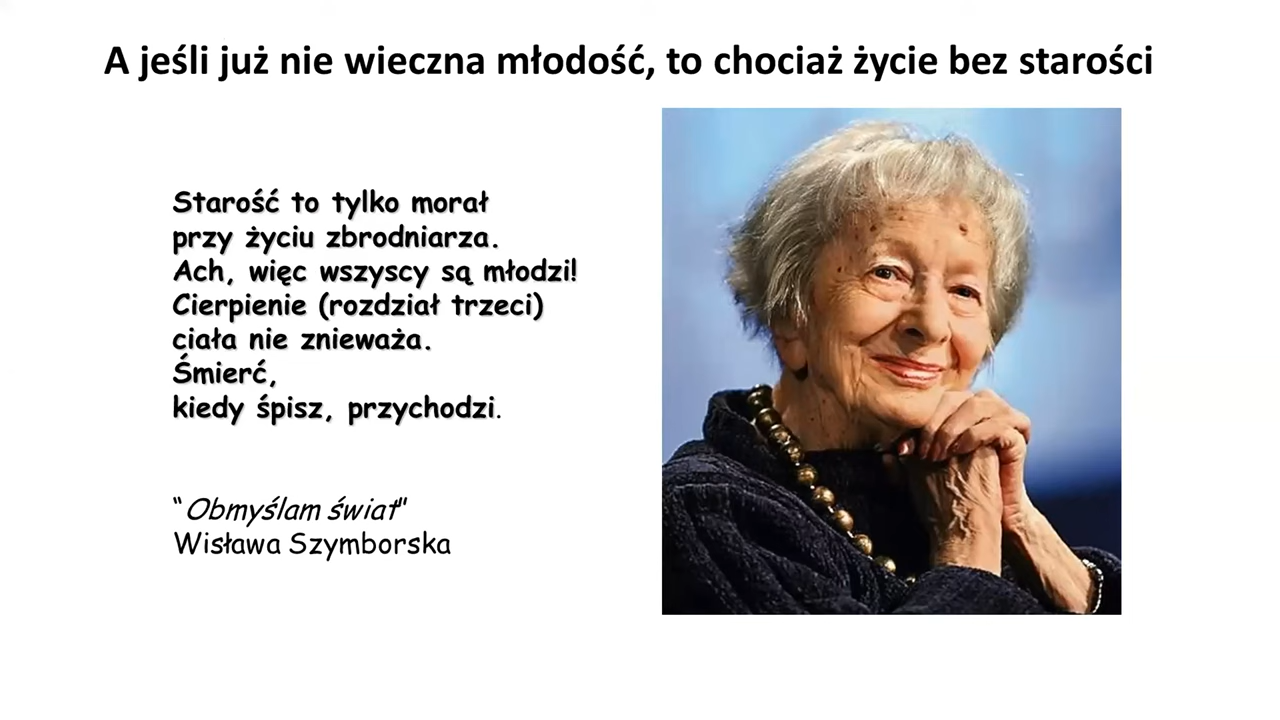 A jeśli już nie wieczna młodość, to chociaż życie bez starości
Starość to tylko morał
przy życiu zbrodniarza.
Ach, więc wszyscy są młodzi!
Cierpienie (rozdział trzeci)
ciała nie znieważa.
Śmierć,
kiedy śpisz, przychodzi.
“Obmyślam świat"
Wisława Szymborska